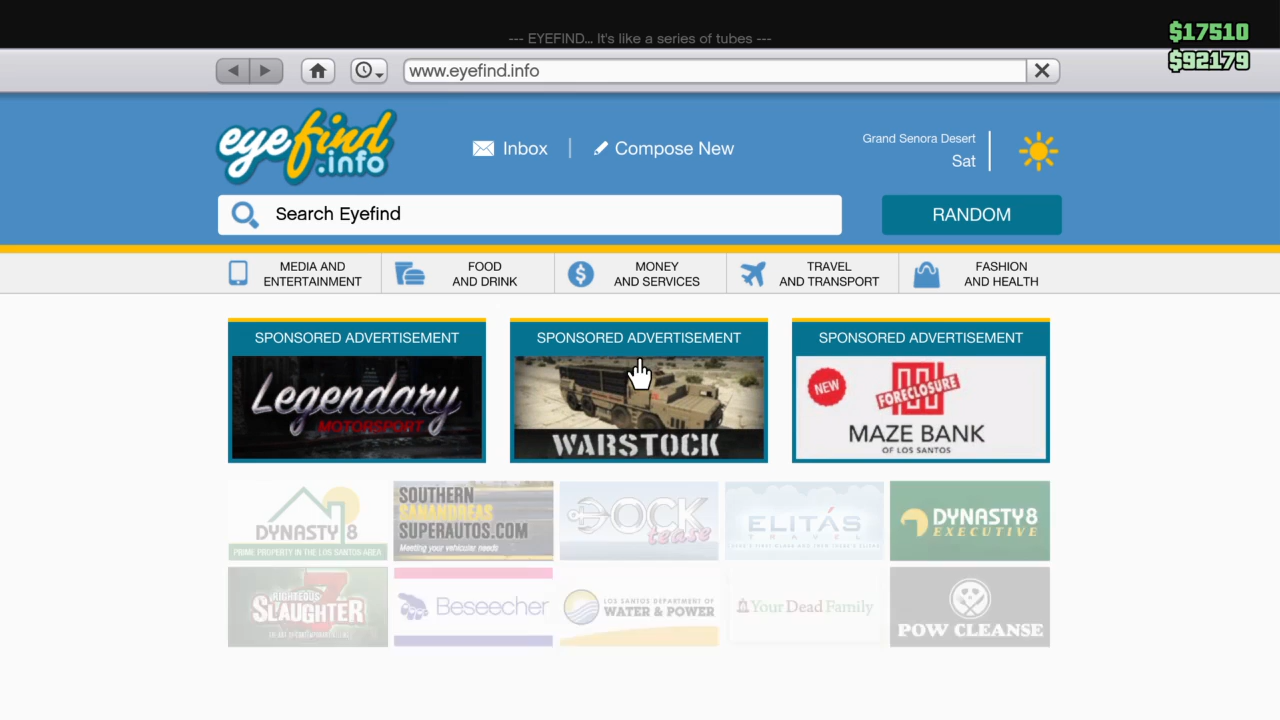 --- EYEFIND... It's like a series of tubes ---
$17510
$92179
www.eyefind.info
eyefind
.info
Inbox
Compose New
Grand Senora Desert
Sat
Search Eyefind
RANDOM
MEDIA AND
ENTERTAINMENT
FOOD
AND DRINK
MONEY
AND SERVICES
TRAVEL
AND TRANSPORT
FASHION
AND HEALTH
SPONSORED ADVERTISEMENT
Legendary
MOTORSPORT
SPONSORED ADVERTISEMENT
WARSTOCK
SPONSORED ADVERTISEMENT
NEW
FORECLOSURE
MAZE BANK
OF LOS SANTOS
DYNASTY 8
PRIME PROPERTY IN THE LOS SANTOS AREA
SOUTHERN
SANANDREAS
SUPERAUTOS.COM
Meeting your vehicular needs
DOCK
tease
ELITÁS
TRAVEL
DYNASTY 8
EXECUTIVE
RIGHTEOUS
SLAUGHTER
7
Beseecher
LOS SANTOS DEPARTMENT OF
WATER & POWER
Your Dead Family
POW CLEANSE